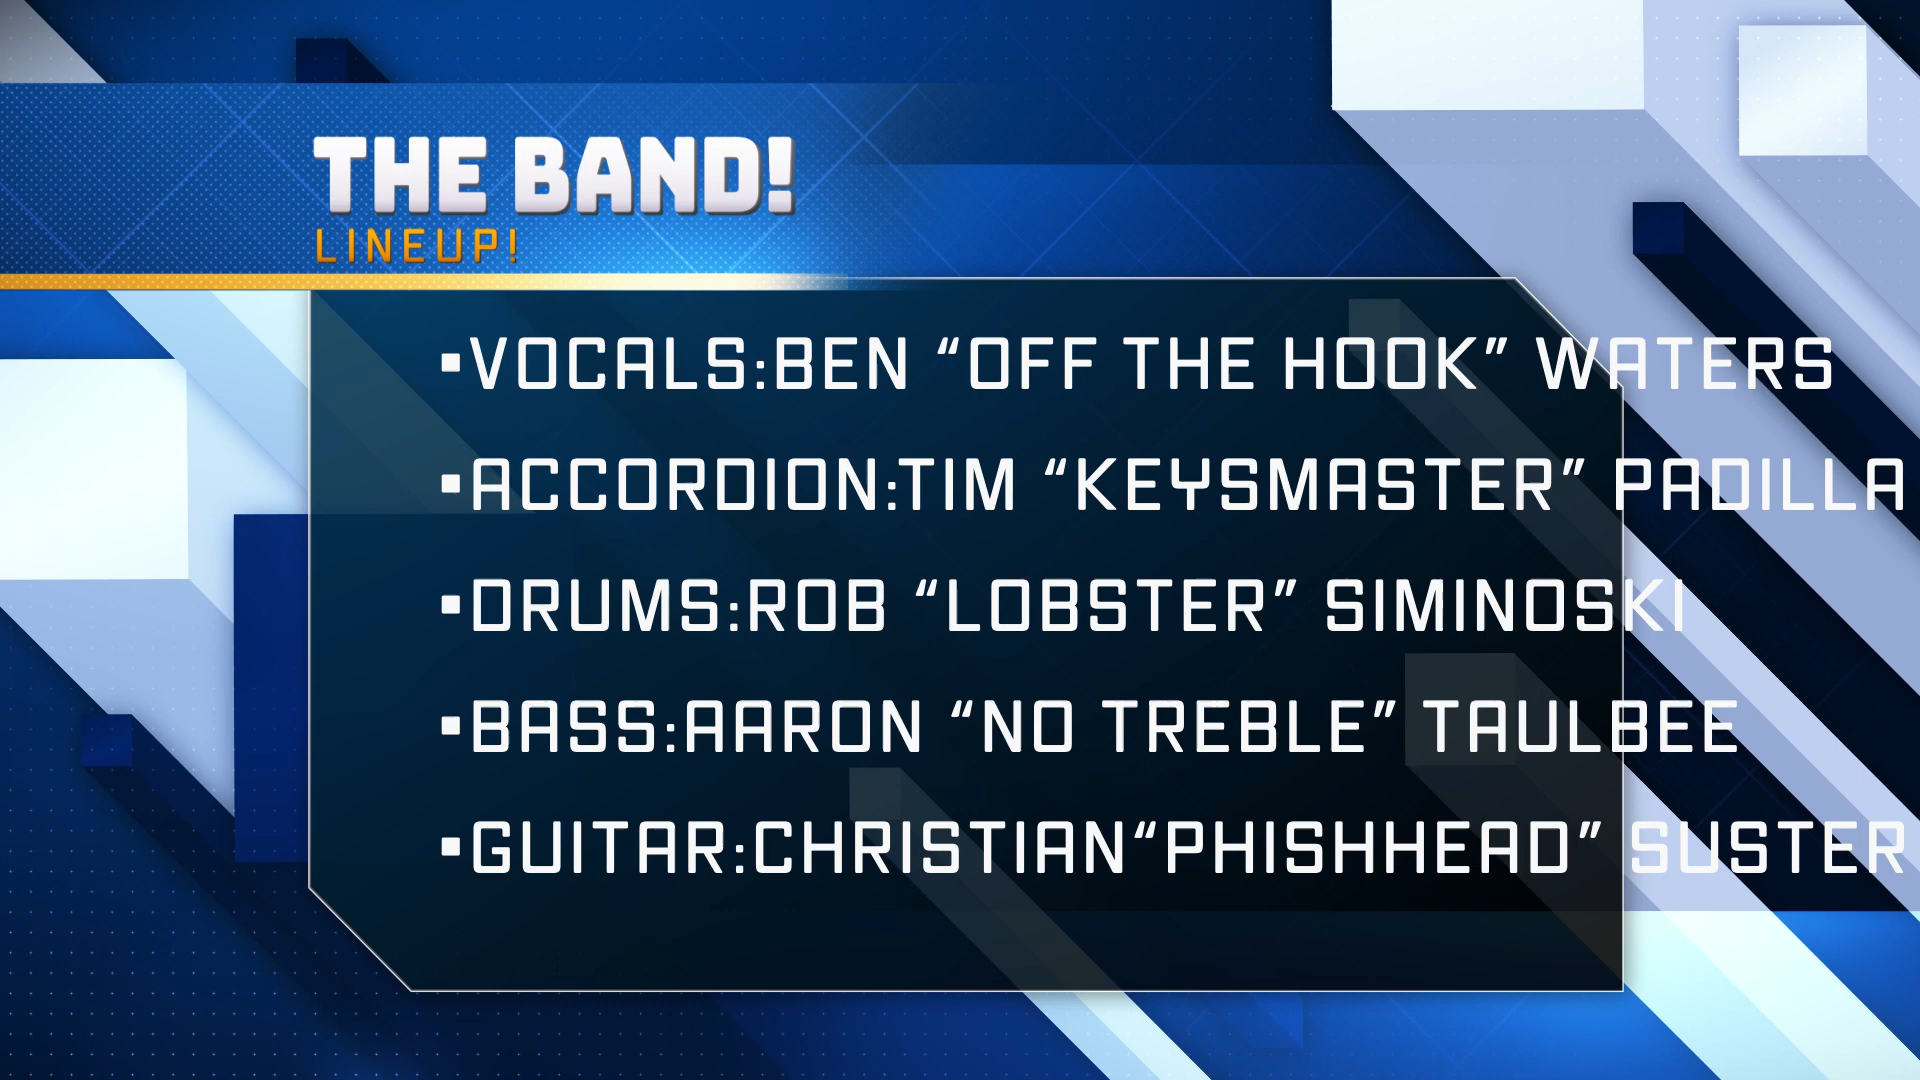 THE BAND!
LINEUP!
▪VOCALS:BEN “OFF THE HOOK” WATERS
▪ACCORDION:TIM “KEYSMASTER” PADILLA
▪DRUMS:ROB “LOBSTER” SIMINOSKI
▪BASS:AARON “NO TREBLE” TAULBEE
▪GUITAR:CHRISTIAN“PHISHHEAD” SUSTER